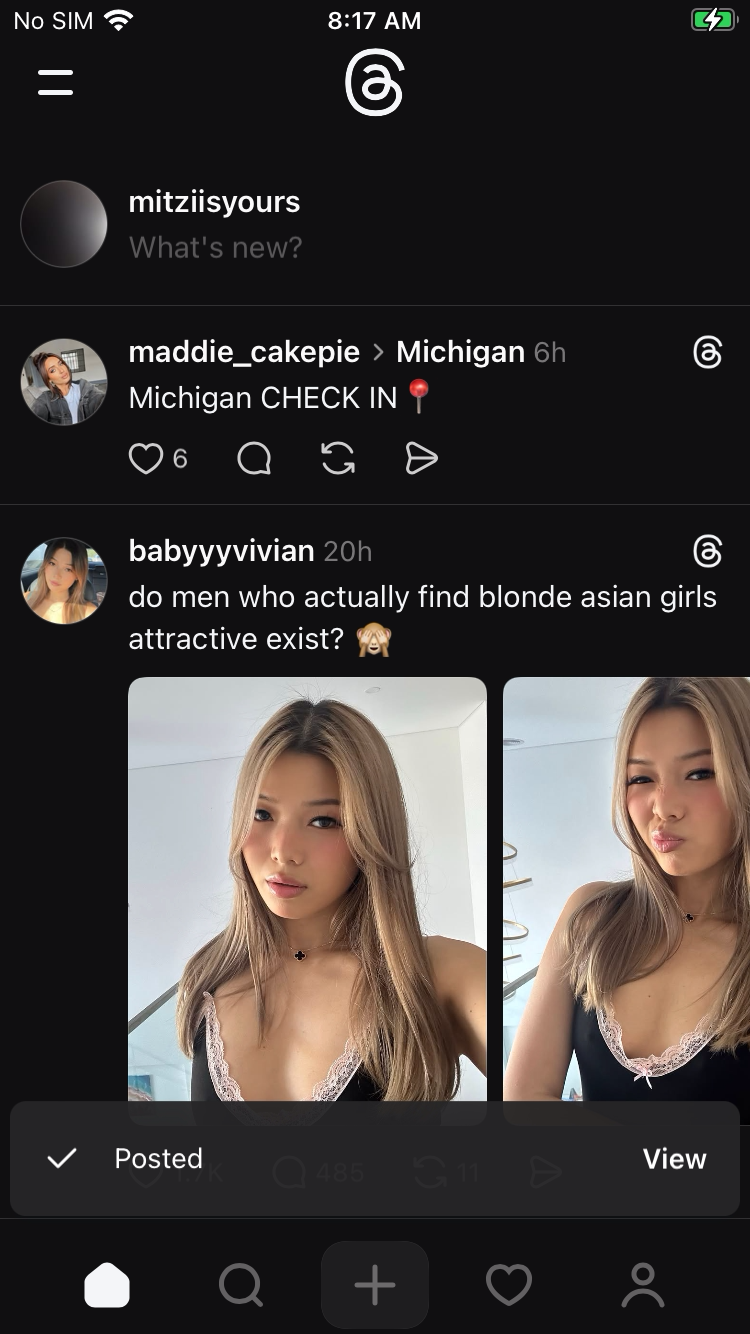 No SIM
8:17 AM
mitziisyours
What's new?
maddie_cakepie > Michigan 6h
Michigan CHECK IN📍
6
babyyyvivian 20h
do men who actually find blonde asian girls
attractive exist? 🙈
Posted View
1.7K 485 11